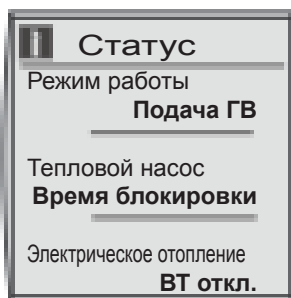 Статус
Режим работы
Подача ГВ
Тепловой насос
Время блокировки
Электрическое отопление
ВТ откл.